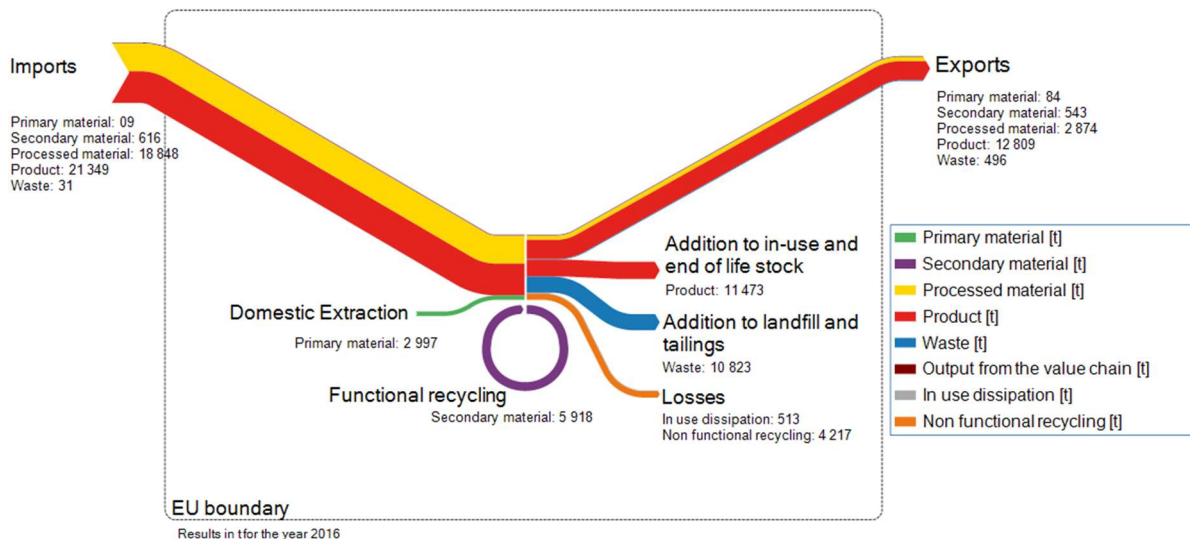 Imports
Primary material: 09
Secondary material: 616
Processed material: 18 848
Product: 21 349
Waste: 31
Exports
Primary material: 84
Secondary material: 543
Processed material: 2 874
Product: 12 809
Waste: 496
Primary material [t]
Secondary material [t]
Processed material [t]
Product [t]
Waste [t]
Output from the value chain [t]
In use dissipation [t]
Non functional recycling [t]
Addition to in-use and
end of life stock
Product: 11 473
Domestic Extraction
Primary material: 2 997
Addition to landfill and
tailings
Waste: 10 823
Functional recycling
Secondary material: 5 918
Losses
In use dissipation: 513
Non functional recycling: 4 217
EU boundary
Results in t for the year 2016